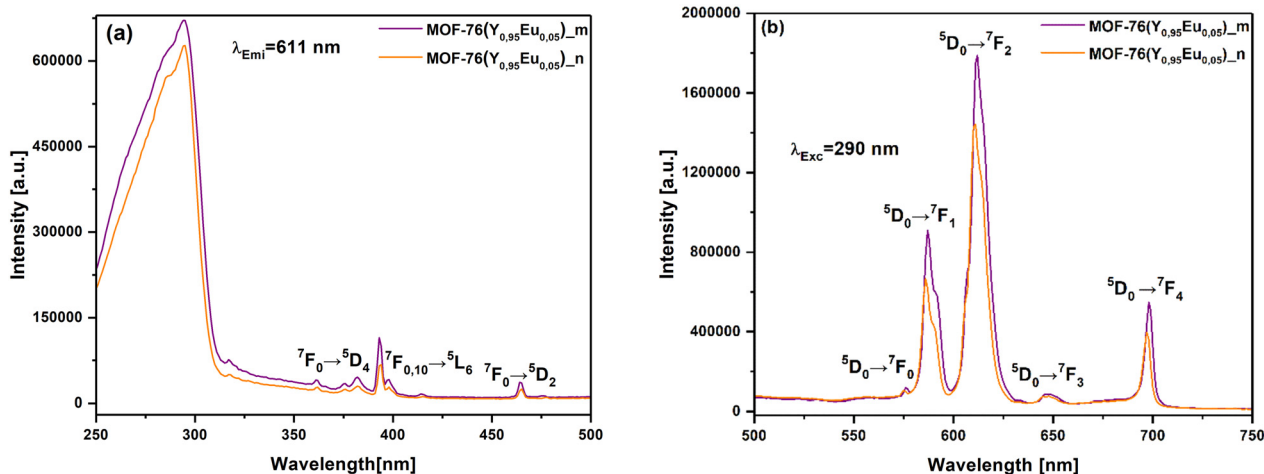 (a)
λEmi=611 nm
MOF-76(Y0,95Eu0,05)_m
MOF-76(Y0,95Eu0,05)_n
600000
450000
300000
150000
0
Intensity [a.u.]
7F0→5D4
7F0,10→5L6
7F0→5D2
250 300 350 400 450 500
Wavelength[nm]
(b)
MOF-76(Y0,95Eu0,05)_m
MOF-76(Y0,95Eu0,05)_n
λExc=290 nm
2000000
1600000
1200000
800000
400000
0
Intensity [a.u.]
5D0→7F2
5D0→7F1
5D0→7F4
5D0→7F0
5D0→7F3
500 550 600 650 700 750
Wavelength [nm]